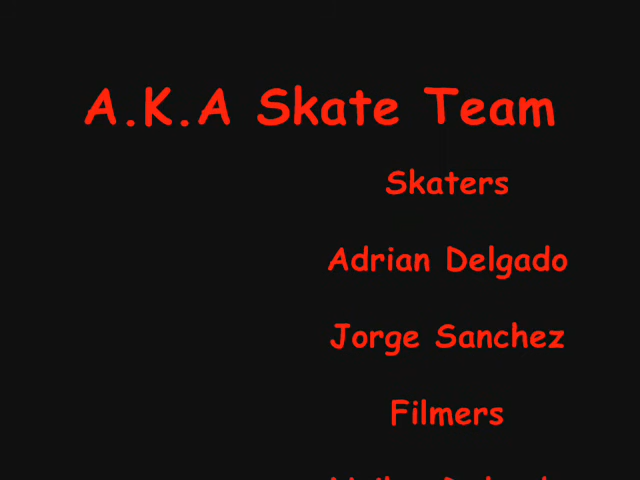 A.K.A Skate Team
Skaters
Adrian Delgado
Jorge Sanchez
Filmers